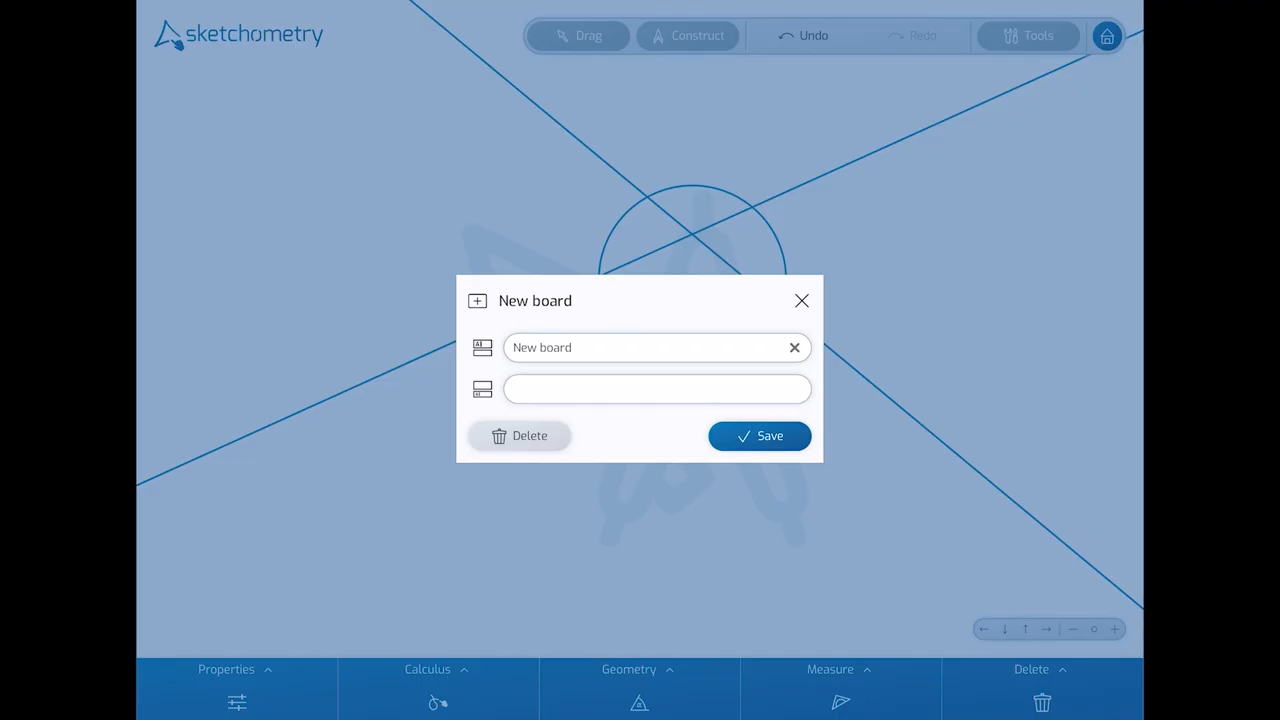 sketchometry
Drag
Construct
Undo
Redo
Tools
New board
New board
Delete
Save
Properties
Calculus
Geometry
Measure
Delete